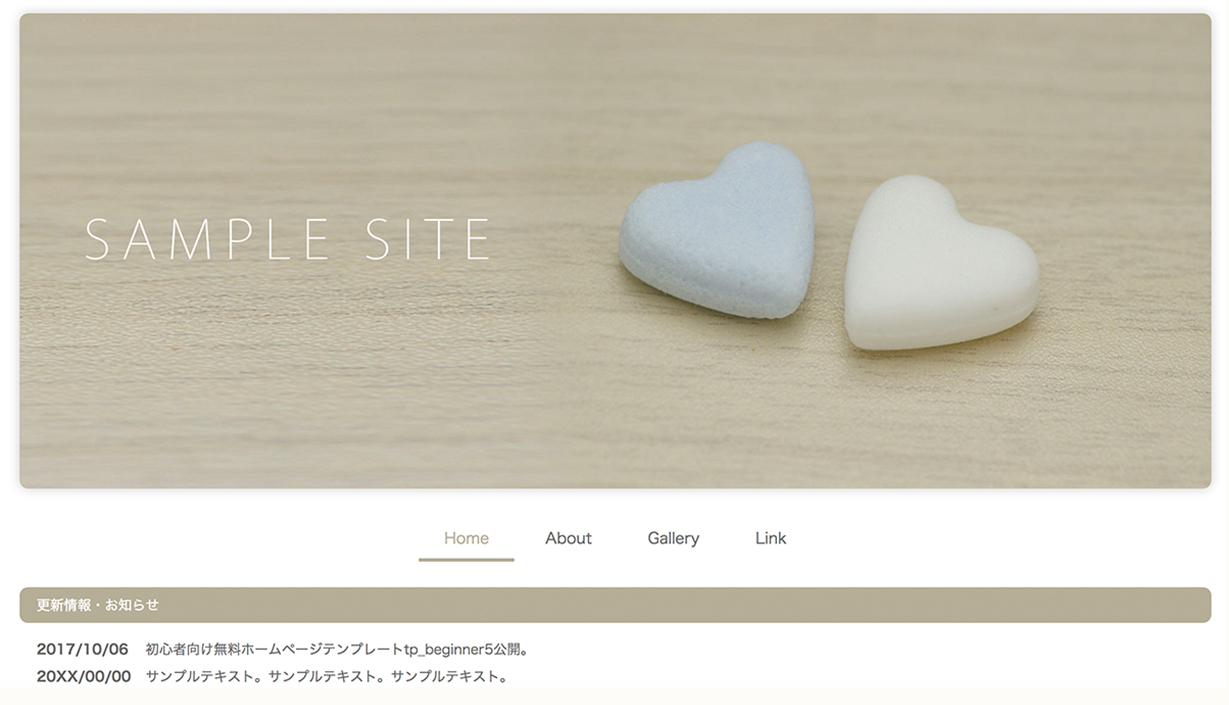 SAMPLE SITE
Home About Gallery Link
更新情報・お知らせ
2017/10/06 初心者向け無料ホームページテンプレートtp_beginner5公開。
20XX/00/00 サンプルテキスト。サンプルテキスト。サンプルテキスト。